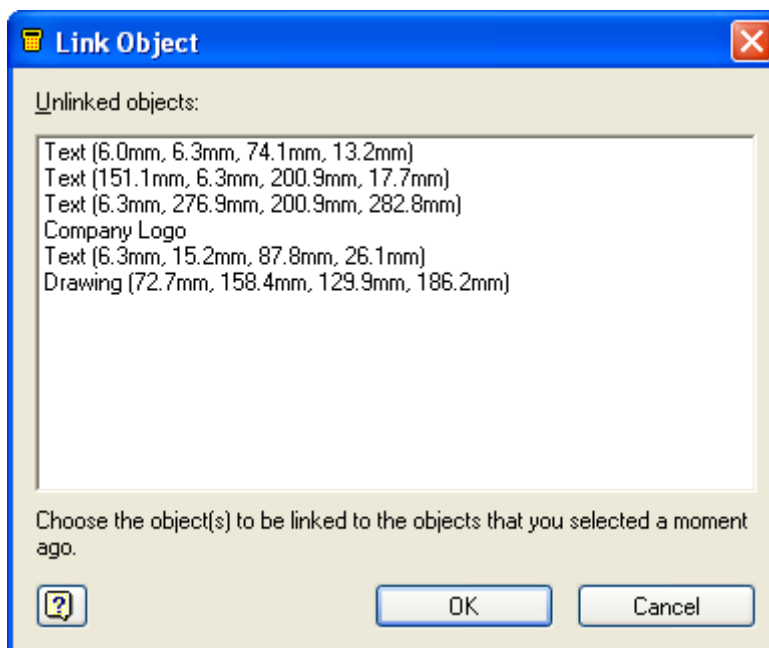 Link Object
Unlinked objects:
Text (6.0mm, 6.3mm, 74.1mm, 13.2mm)
Text (151.1mm, 6.3mm, 200.9mm, 17.7mm)
Text (6.3mm, 276.9mm, 200.9mm, 282.8mm)
Company Logo
Text (6.3mm, 15.2mm, 87.8mm, 26.1mm)
Drawing (72.7mm, 158.4mm, 129.9mm, 186.2mm)
Choose the object(s) to be linked to the objects that you selected a moment
ago.
OK Cancel